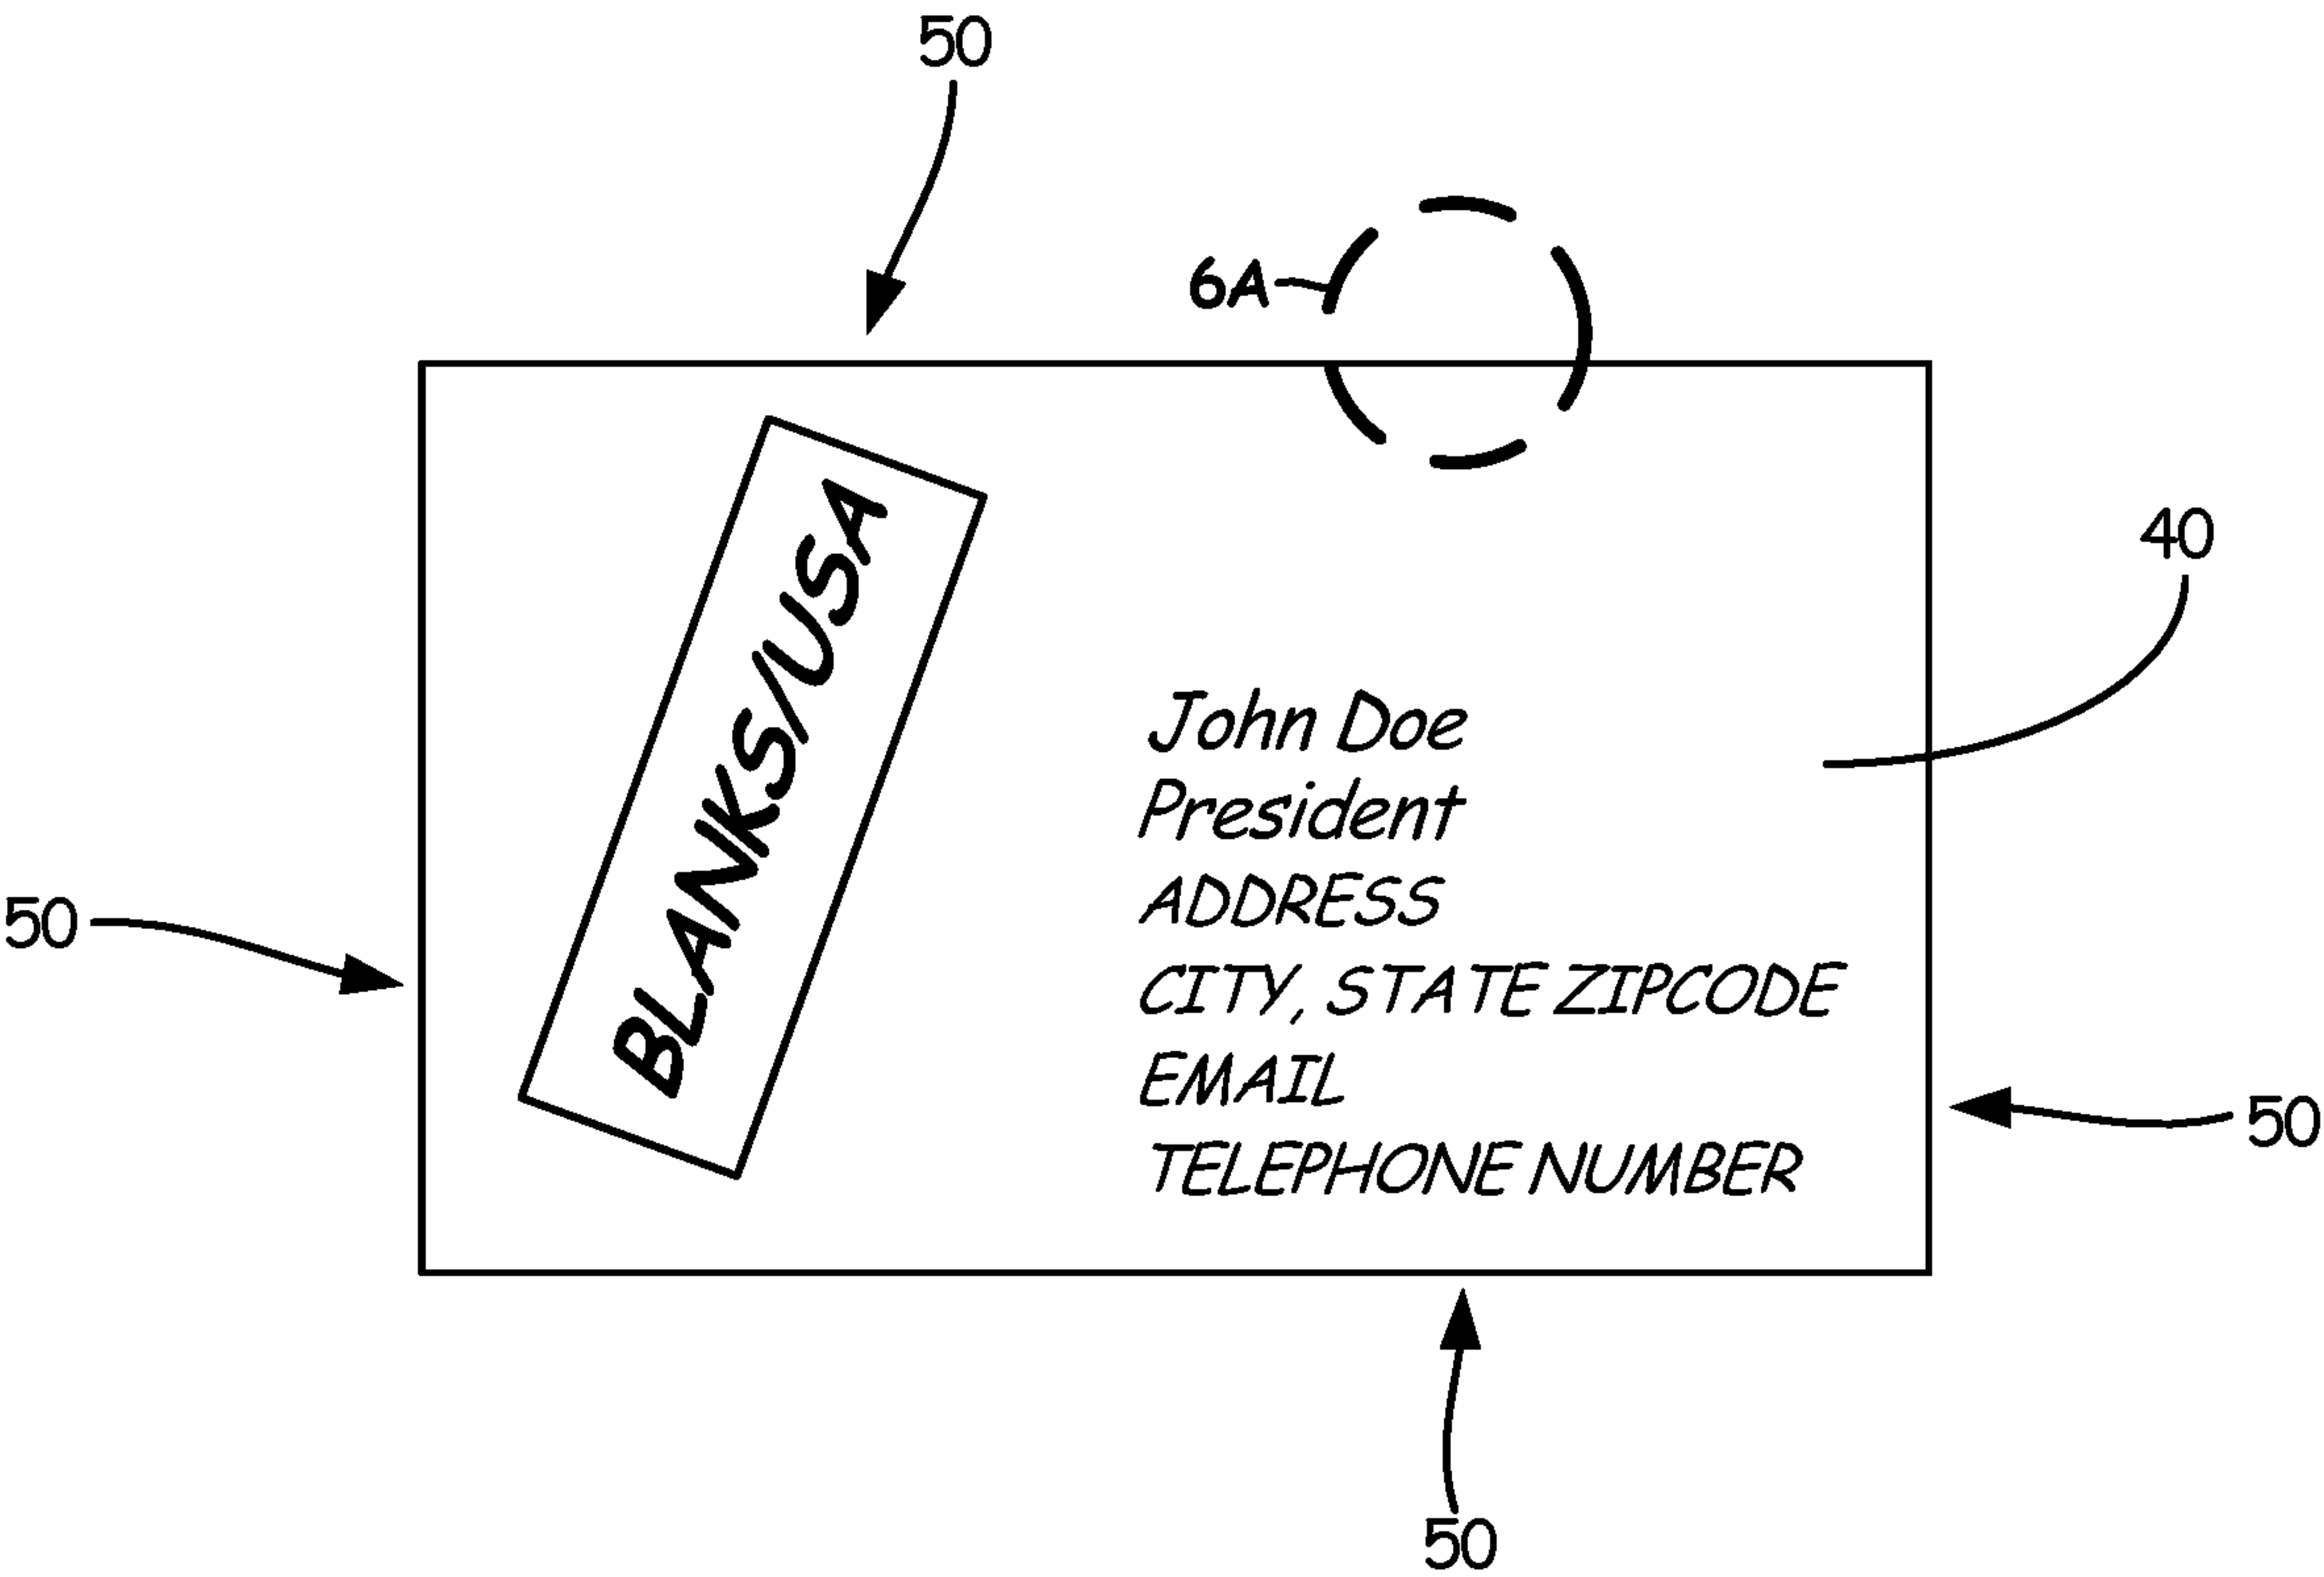 50
6A
40
BLANKS/USA
John Doe
President
ADDRESS
CITY, STATE ZIPCODE
EMAIL
TELEPHONE NUMBER
50
50
50